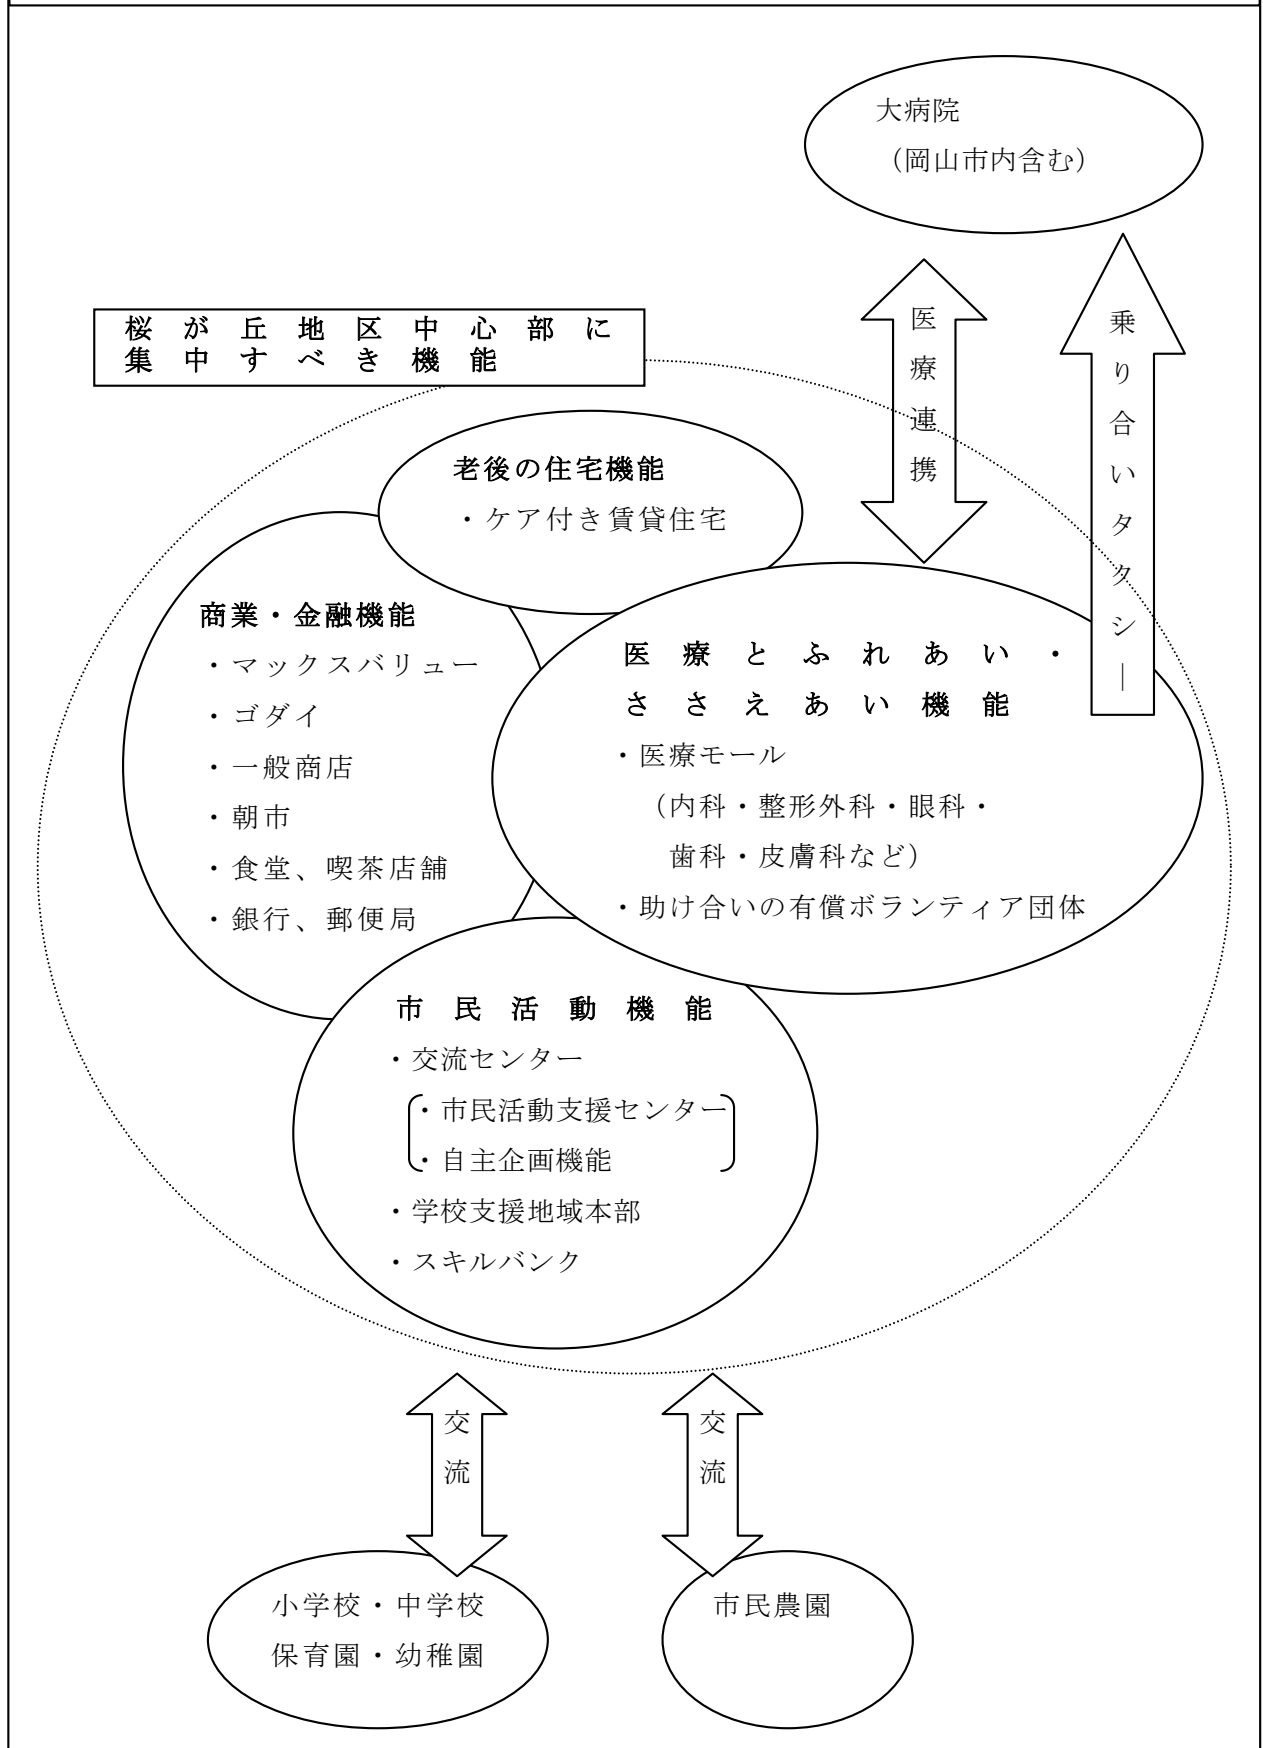 大病院
（岡山市内含む）
医療連携
乗り合いタクシー
桜が丘地区中心部に
集中すべき機能
老後の住宅機能
・ケア付き賃貸住宅
商業・金融機能
・マックスバリュー
・ゴダイ
・一般商店
・朝市
・食堂、喫茶店舗
・銀行、郵便局
医療とふれあい・
ささえあい機能
・医療モール
（内科・整形外科・眼科・
歯科・皮膚科など）
・助け合いの有償ボランティア団体
市民活動機能
・交流センター
・市民活動支援センター
・自主企画機能
・学校支援地域本部
・スキルバンク
交流
交流
小学校・中学校
保育園・幼稚園
市民農園